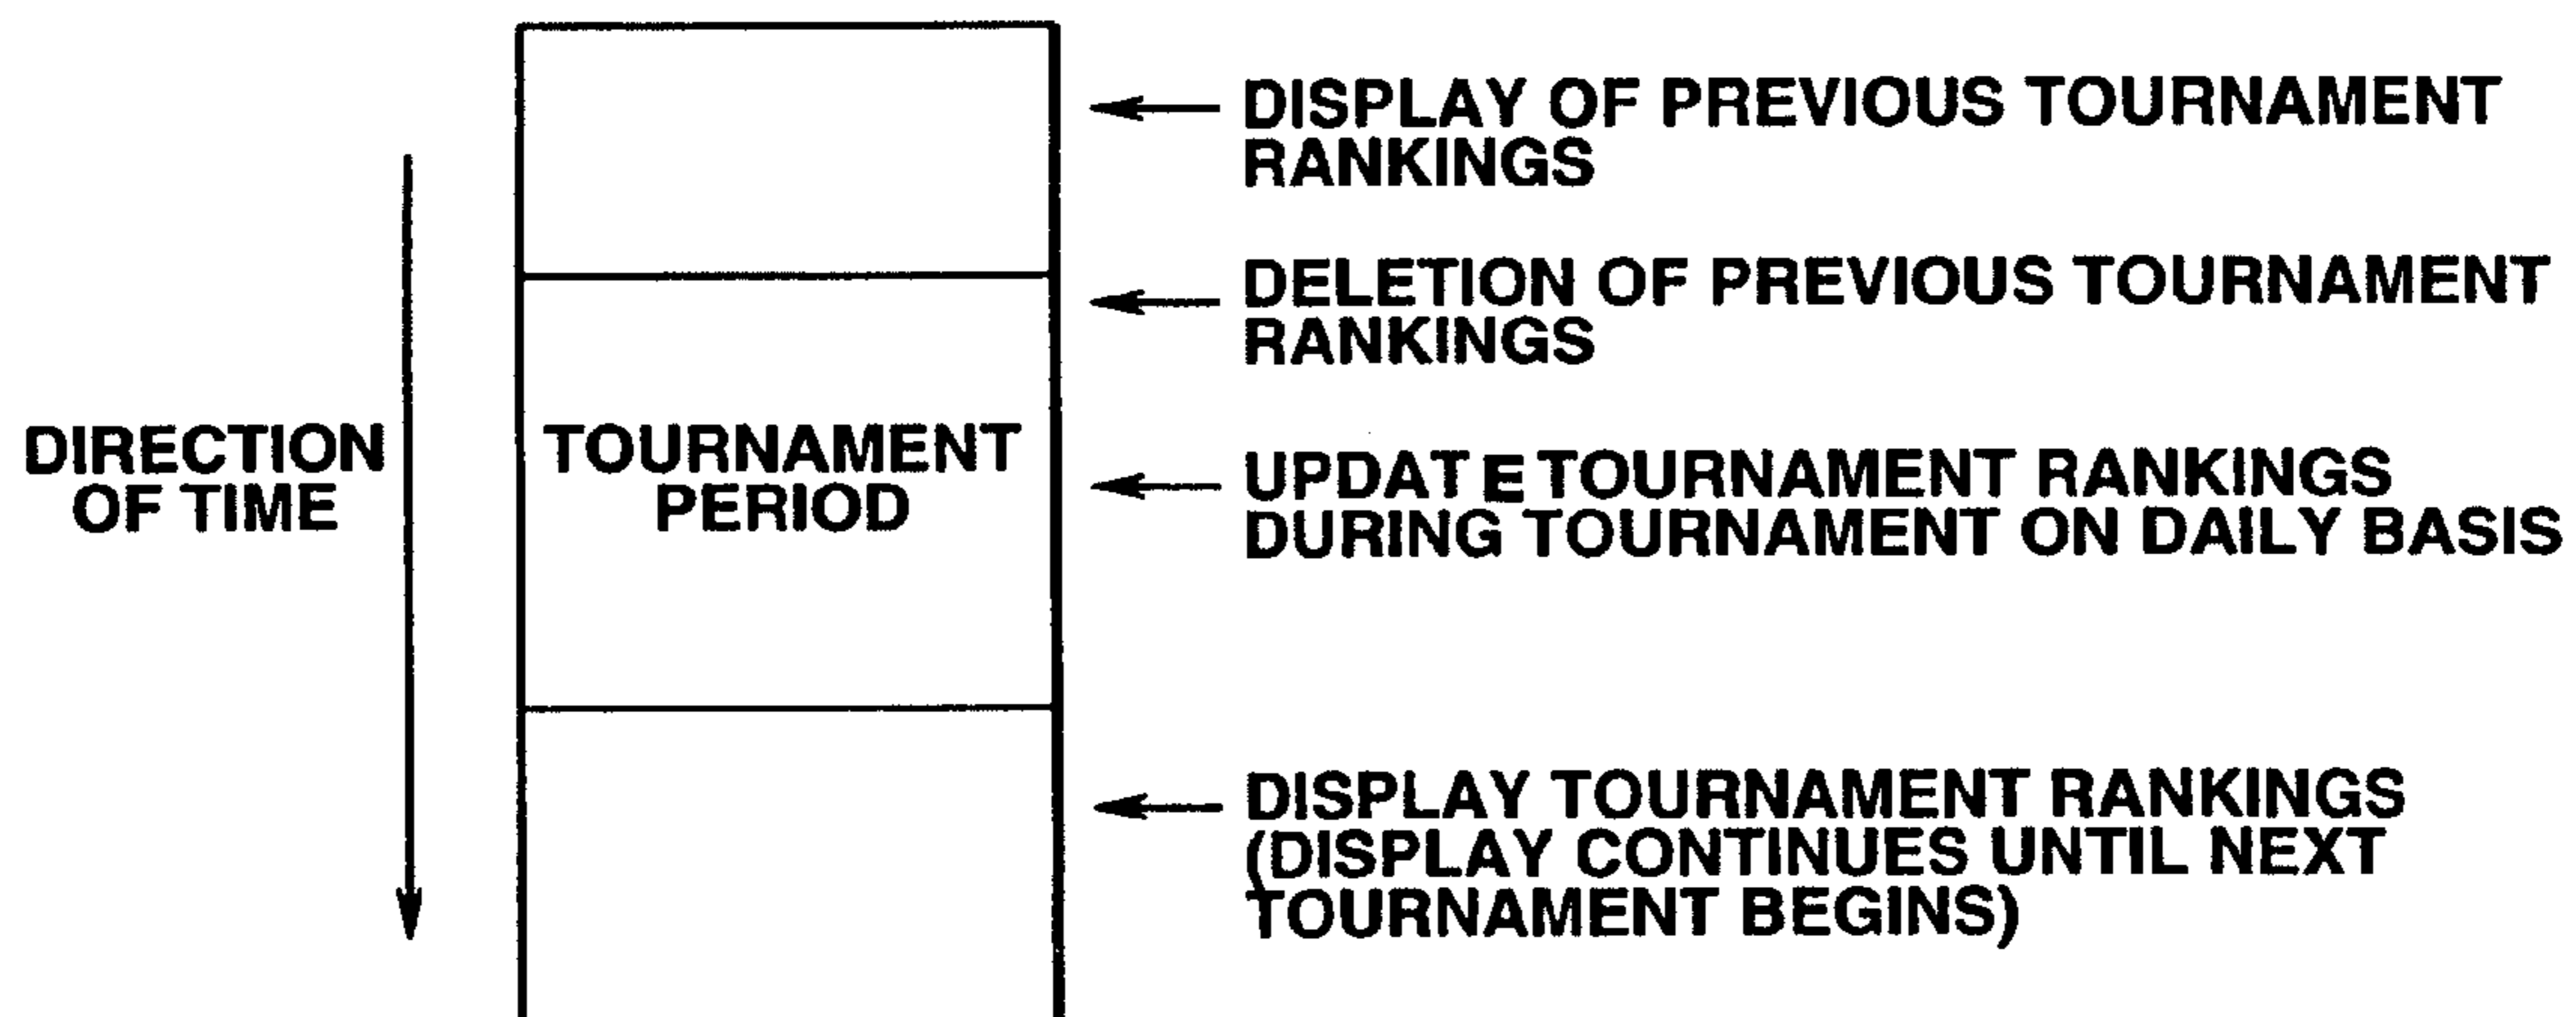 DISPLAY OF PREVIOUS TOURNAMENT
RANKINGS
DELETION OF PREVIOUS TOURNAMENT
RANKINGS
DIRECTION
OF TIME
TOURNAMENT
PERIOD
UPDATE TOURNAMENT RANKINGS
DURING TOURNAMENT ON DAILY BASIS
DISPLAY TOURNAMENT RANKINGS
(DISPLAY CONTINUES UNTIL NEXT
TOURNAMENT BEGINS)